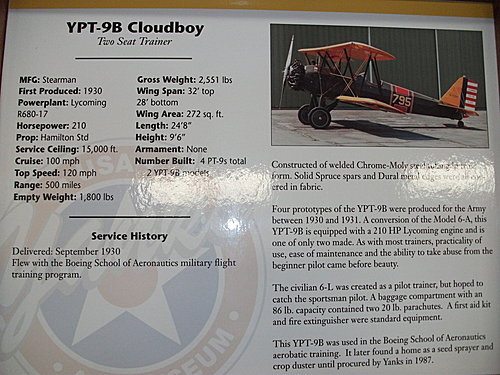 YPT-9B Cloudboy
Two Seat Trainer
MFG: Stearman
First Produced: 1930
Powerplant: Lycoming
R680-17
Horsepower: 210
Prop: Hamilton Std
Service Ceiling: 15,000 ft.
Cruise: 100 mph
Top Speed: 120 mph
Range: 500 miles
Empty Weight: 1,800 lbs
Gross Weight: 2,551 lbs
Wing Span: 32' top
28' bottom
Wing Area: 272 sq. ft.
Length: 24'8"
Height: 9'6"
Armament: None
Number Built: 4 PT-9s total
2 YPT-9B models
Service History
Delivered: September 1930
Flew with the Boeing School of Aeronautics military flight
training program.
795
Constructed of welded Chrome-Moly steel
form. Solid Spruce spars and Dural metal edges
ered in fabric.
Four prototypes of the YPT-9B were produced for the Army
between 1930 and 1931. A conversion of the Model 6-A, this
YPT-9B is equipped with a 210 HP Lycoming engine and is
one of only two made. As with most trainers, practicality of
use, ease of maintenance and the ability to take abuse from the
beginner pilot came before beauty.
The civilian 6-L was created as a pilot trainer, but hoped to
catch the sportsman pilot. A baggage compartment with an
86 lb. capacity contained two 20 lb. parachutes. A first aid kit
and fire extinguisher were standard equipment.
This YPT-9B was used in the Boeing School of Aeronautics
aerobatic training. It later found a home as a seed sprayer and
crop duster until procured by Yanks in 1987.